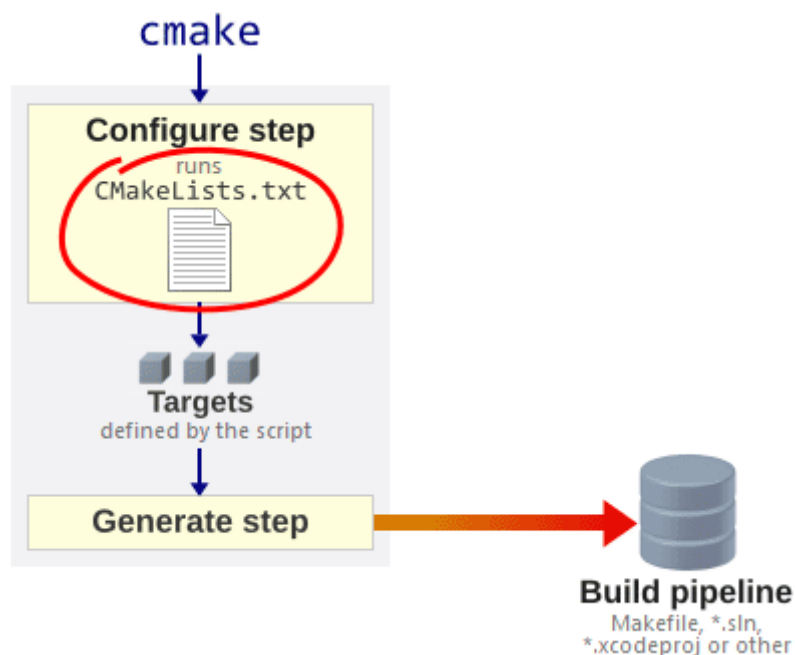 cmake
Configure step
runs
CMakeLists.txt
Targets
defined by the script
Generate step
Build pipeline
Makefile, *.sln,
*.xcodeproj or other